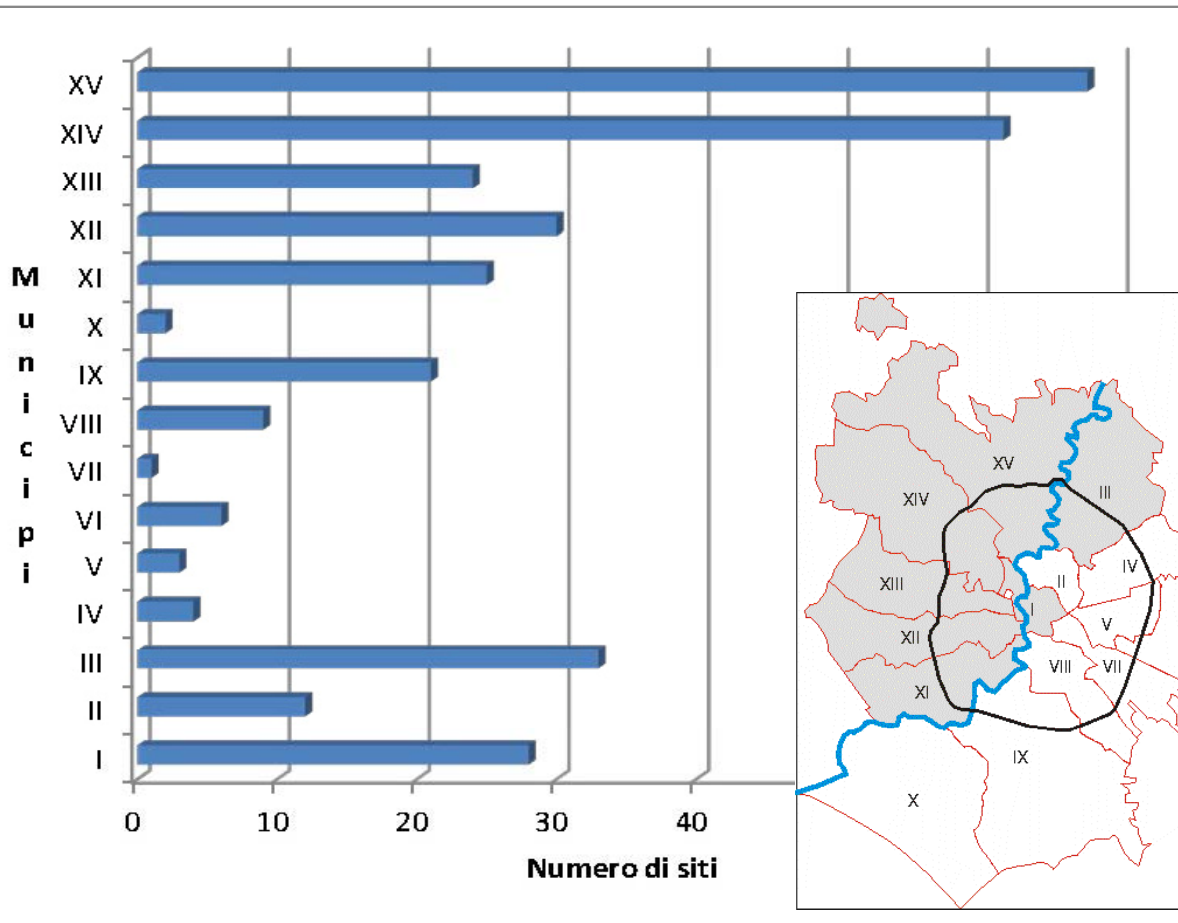 XV
XIV
XIII
XII
XI
X
IX
VIII
VII
VI
V
IV
III
II
I
Municipi
0 10 20 30 40
Numero di siti
XV
XIV
III
IV
XIII
II
I
V
XII
VIII
VII
XI
IX
X